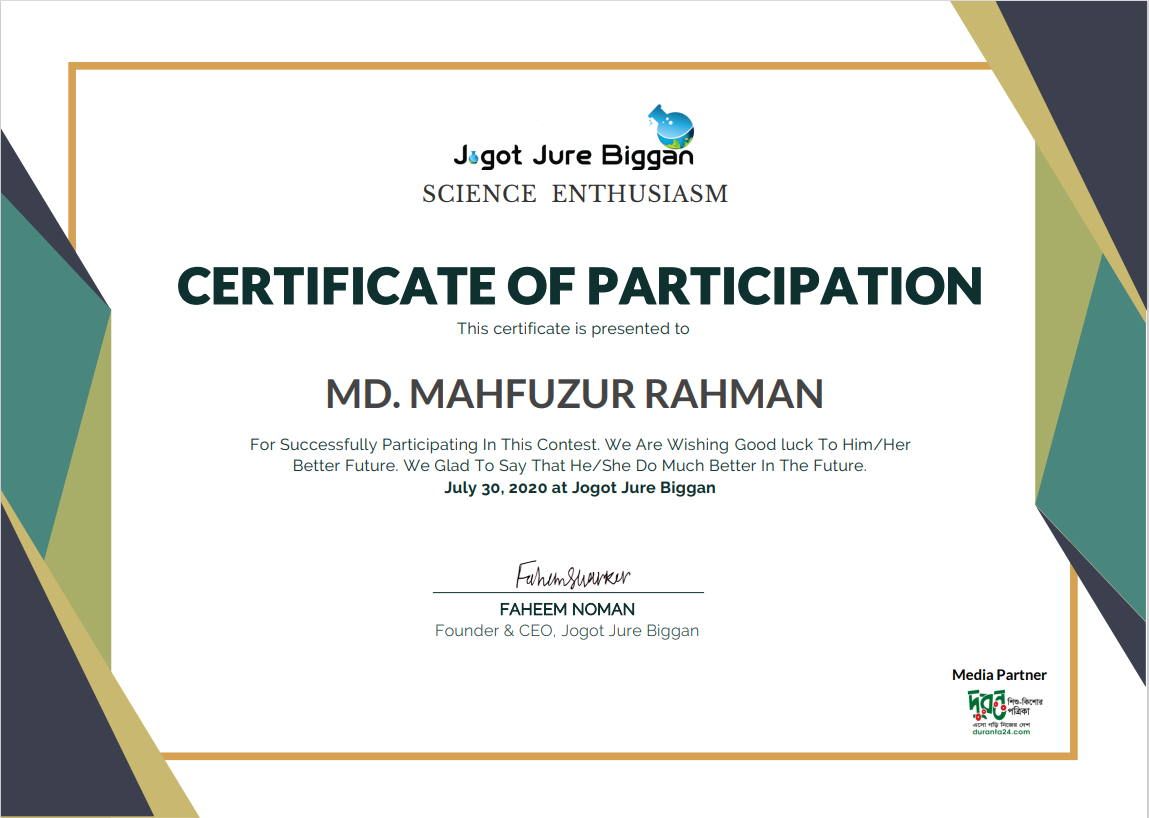 Jogot Jure Biggan
SCIENCE ENTHUSIASM
CERTIFICATE OF PARTICIPATION
This certificate is presented to
MD. MAHFUZUR RAHMAN
For Successfully Participating In This Contest. We Are Wishing Good luck To Him/Her
Better Future. We Glad To Say That He/She Do Much Better In The Future.
July 30, 2020 at Jogot Jure Biggan
FAHEEM NOMAN
Founder & CEO, Jogot Jure Biggan
Media Partner
দুরন্ত
শিশু-কিশোর
পত্রিকা
এসো গড়ি নিজের দেশ
duranta24.com